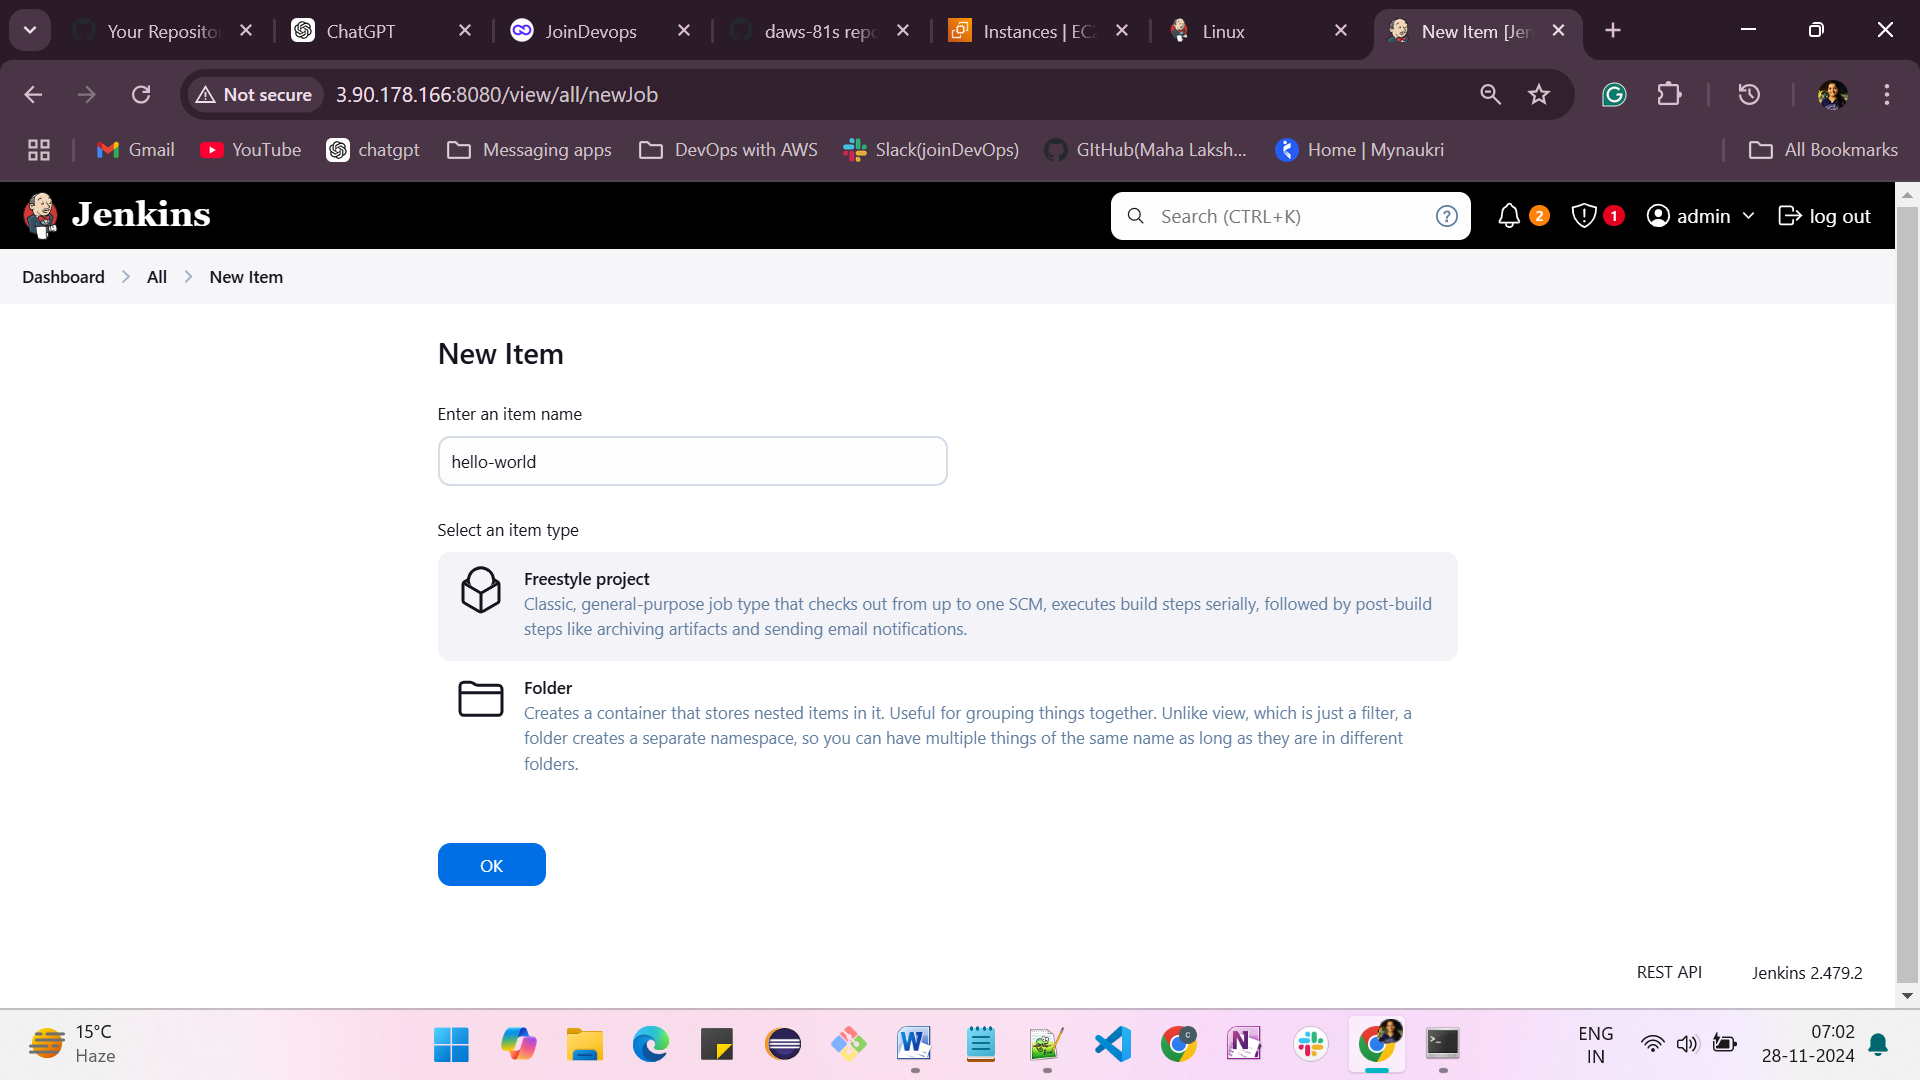 Your Reposito
ChatGPT
JoinDevops
daws-81s repo
Instances | EC2
Linux
New Item [Jen
Not secure
3.90.178.166:8080/view/all/newJob
Gmail
YouTube
chatgpt
Messaging apps
DevOps with AWS
Slack(joinDevOps)
GItHub(Maha Laksh...
Home | Mynaukri
All Bookmarks
Jenkins
Search (CTRL+K)
?
2
1
admin
log out
Dashboard
All
New Item
New Item
Enter an item name
hello-world
Select an item type
Freestyle project
Classic, general-purpose job type that checks out from up to one SCM, executes build steps serially, followed by post-build
steps like archiving artifacts and sending email notifications.
Folder
Creates a container that stores nested items in it. Useful for grouping things together. Unlike view, which is just a filter, a
folder creates a separate namespace, so you can have multiple things of the same name as long as they are in different
folders.
OK
REST API
Jenkins 2.479.2
15°C
Haze
ENG
IN
07:02
28-11-2024